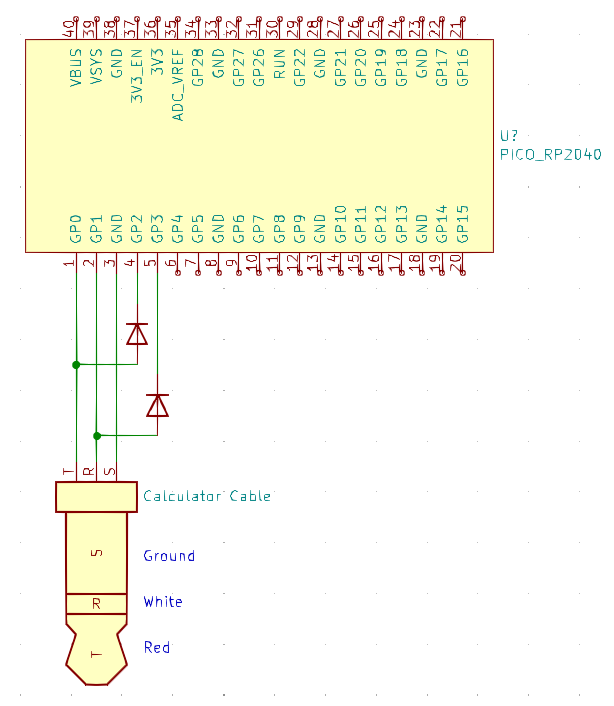 40 39 38 37 36 35 34 33 32 31 30 29 28 27 26 25 24 23 22 21
VBUS VSYS GND 3V3_EN 3V3 ADC_VREF GP28 GND GP27 GP26 RUN GP22 GND GP21 GP20 GP19 GP18 GND GP17 GP16
U?
PICO_RP2040
GP0 GP1 GND GP2 GP3 GP4 GP5 GND GP6 GP7 GP8 GP9 GND GP10 GP11 GP12 GP13 GND GP14 GP15
1 2 3 4 5 6 7 8 9 10 11 12 13 14 15 16 17 18 19 20
T R S
Calculator Cable
S
Ground
R
White
T
Red